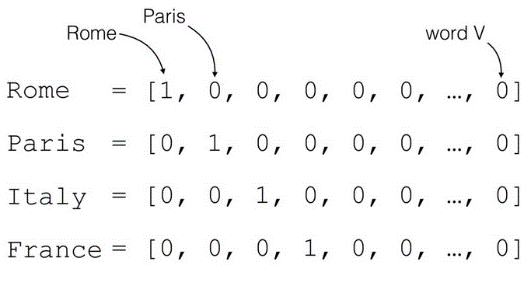 Rome Paris word V
Rome = [1, 0, 0, 0, 0, 0, …, 0]
Paris = [0, 1, 0, 0, 0, 0, …, 0]
Italy = [0, 0, 1, 0, 0, 0, …, 0]
France = [0, 0, 0, 1, 0, 0, …, 0]